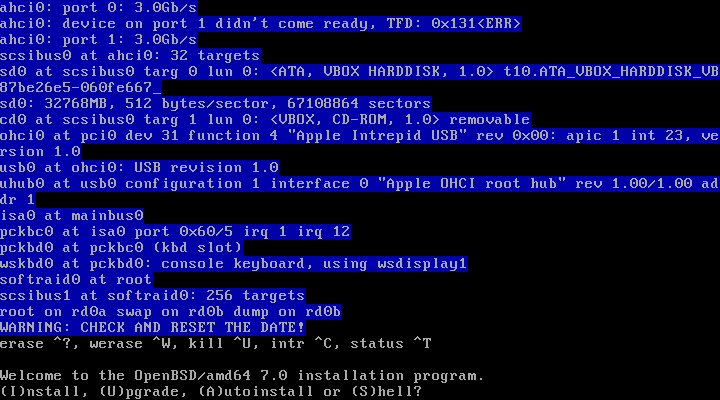 ahci0: port 0: 3.0Gb/s
ahci0: device on port 1 didn't come ready, TFD: 0x131<ERR>
ahci0: port 1: 3.0Gb/s
scsibus0 at ahci0: 32 targets
sd0 at scsibus0 targ 0 lun 0: <ATA, VBOX HARDDISK, 1.0> t10.ATA_VBOX_HARDDISK_VB
87be26e5-060fe667_
sd0: 32768MB, 512 bytes/sector, 67108864 sectors
cd0 at scsibus0 targ 1 lun 0: <VBOX, CD-ROM, 1.0> removable
ohci0 at pci0 dev 31 function 4 "Apple Intrepid USB" rev 0x00: apic 1 int 23, ve
rsion 1.0
usb0 at ohci0: USB revision 1.0
uhub0 at usb0 configuration 1 interface 0 "Apple OHCI root hub" rev 1.00/1.00 ad
dr 1
isa0 at mainbus0
pckbc0 at isa0 port 0x60/5 irq 1 irq 12
pckbd0 at pckbc0 (kbd slot)
wskbd0 at pckbd0: console keyboard, using wsdisplay1
softraid0 at root
scsibus1 at softraid0: 256 targets
root on rd0a swap on rd0b dump on rd0b
WARNING: CHECK AND RESET THE DATE!
erase ^?, werase ^W, kill ^U, intr ^C, status ^T
Welcome to the OpenBSD/amd64 7.0 installation program.
(I)nstall, (U)pgrade, (A)utoinstall or (S)hell?